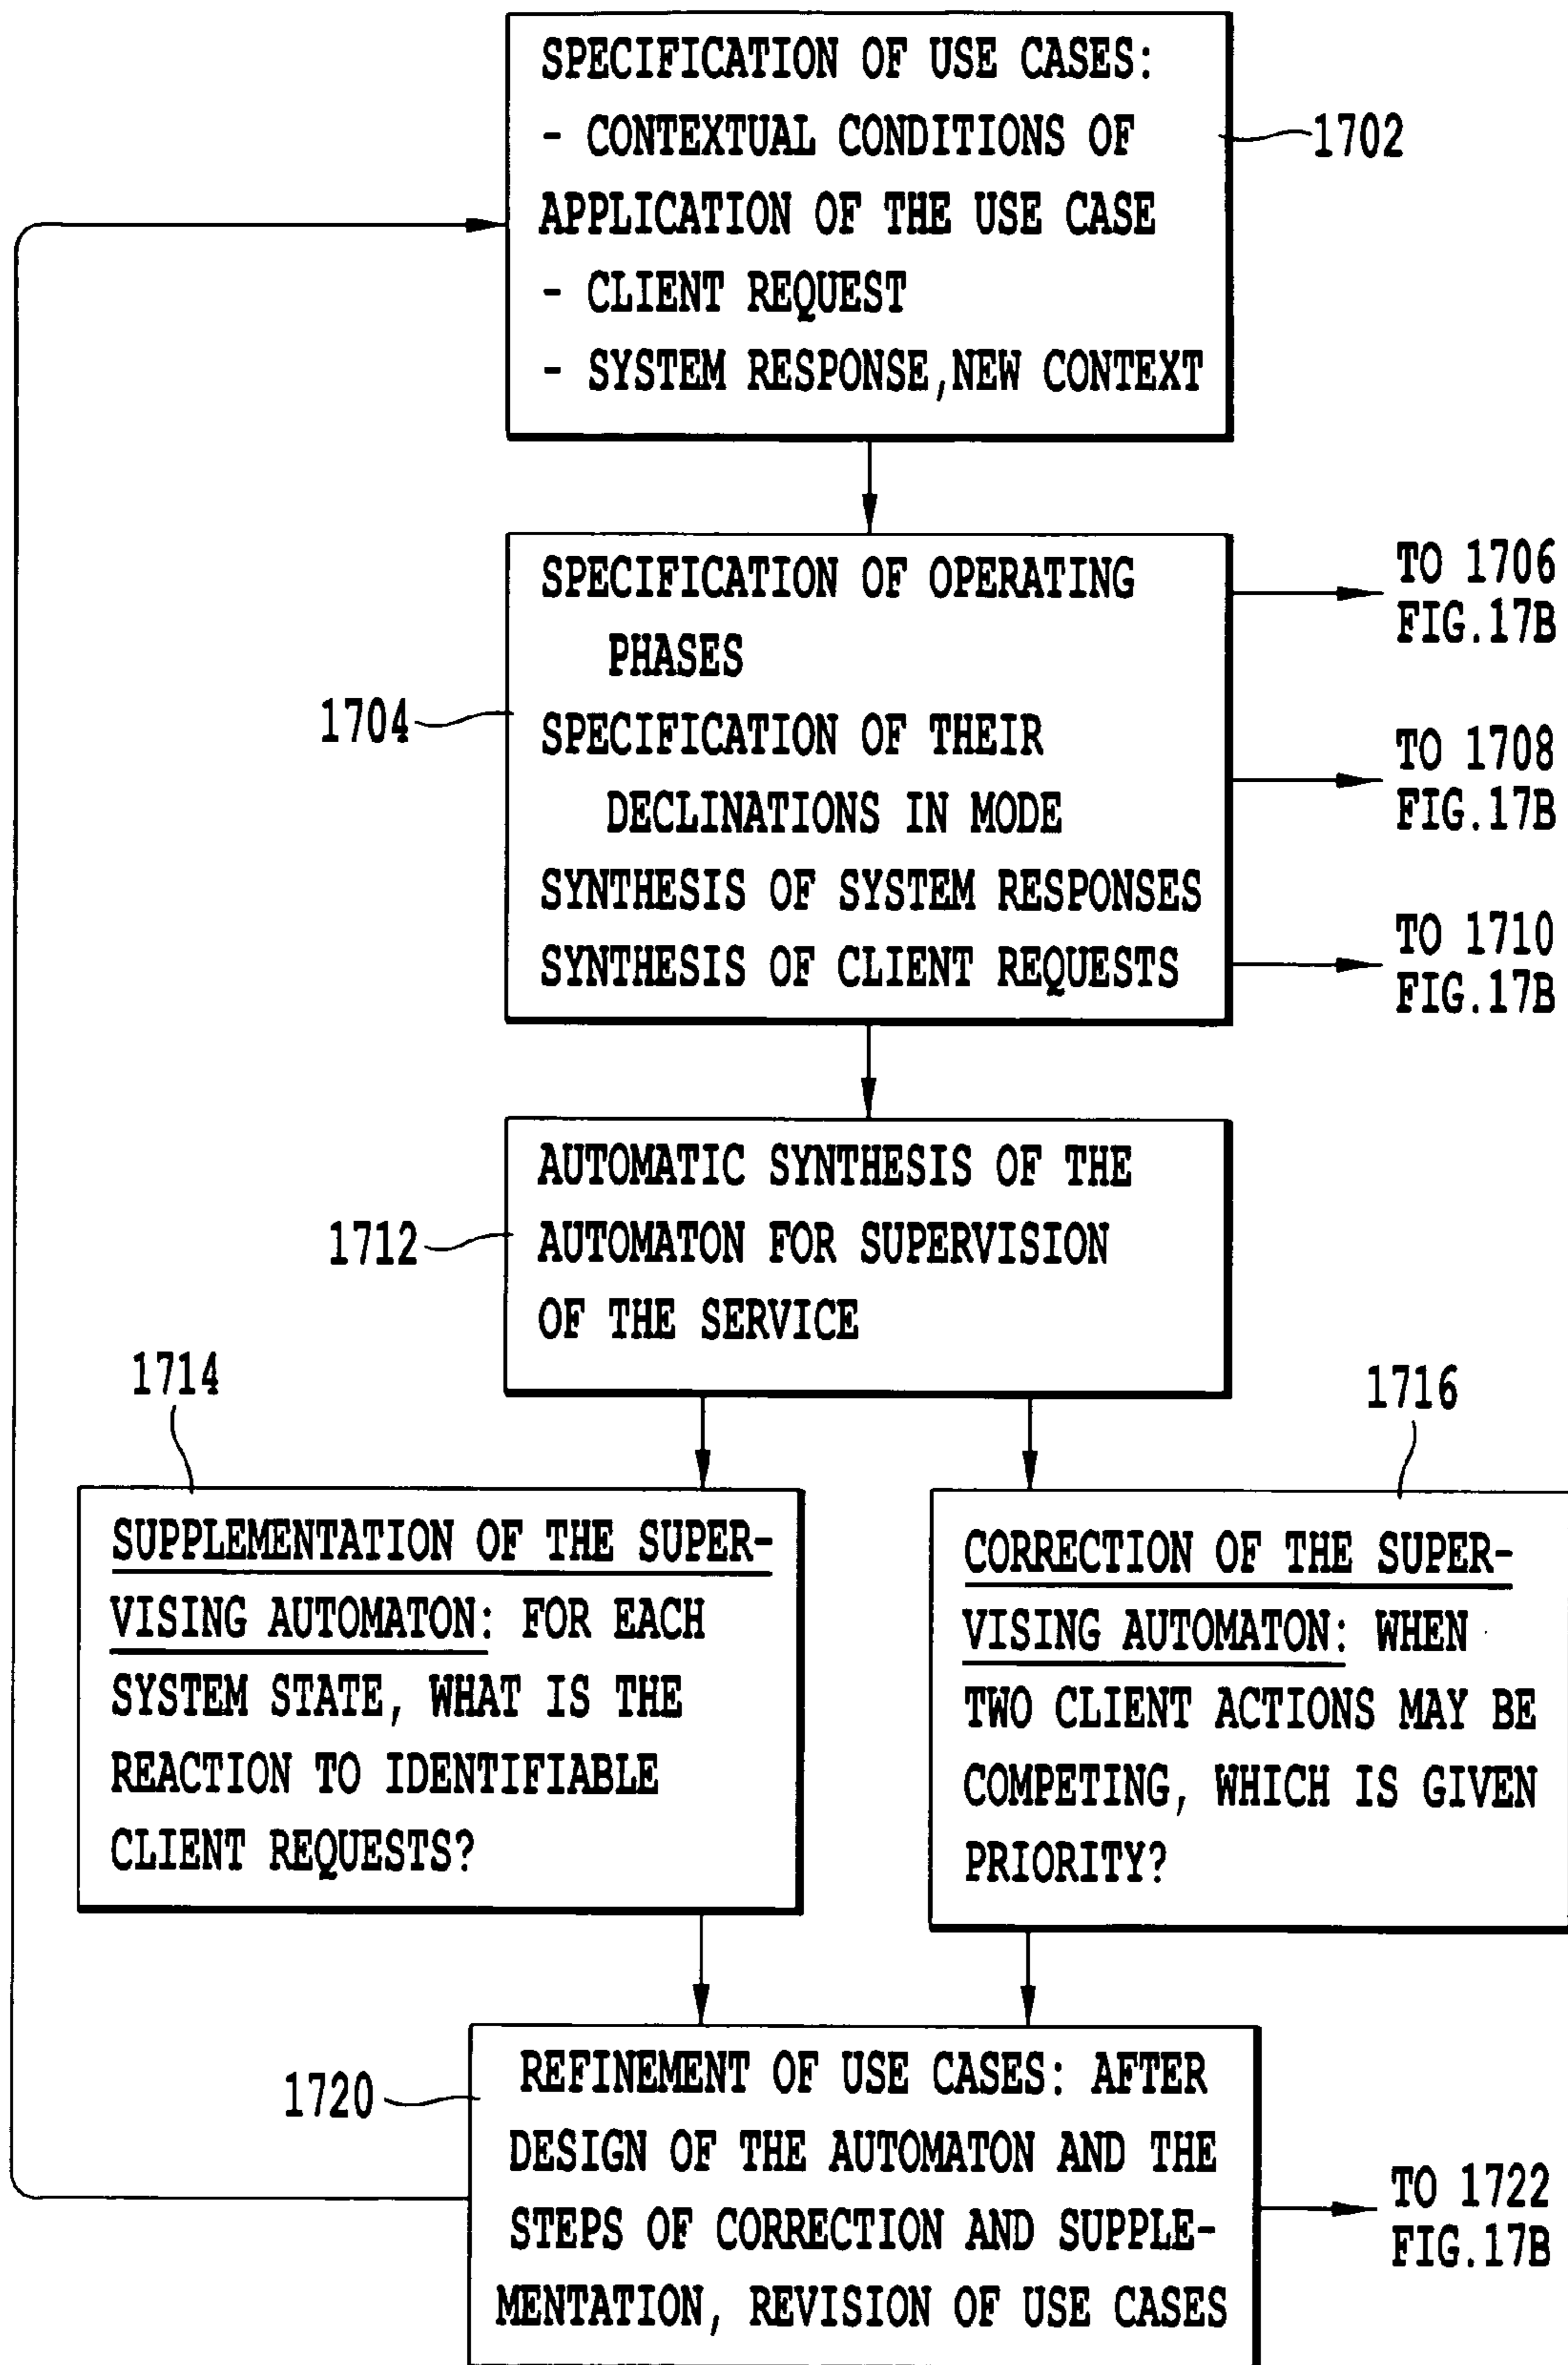 SPECIFICATION OF USE CASES:
- CONTEXTUAL CONDITIONS OF
APPLICATION OF THE USE CASE
- CLIENT REQUEST
- SYSTEM RESPONSE,NEW CONTEXT
1702
SPECIFICATION OF OPERATING
PHASES
SPECIFICATION OF THEIR
DECLINATIONS IN MODE
SYNTHESIS OF SYSTEM RESPONSES
SYNTHESIS OF CLIENT REQUESTS
1704
TO 1706
FIG.17B
TO 1708
FIG.17B
TO 1710
FIG.17B
AUTOMATIC SYNTHESIS OF THE
AUTOMATON FOR SUPERVISION
OF THE SERVICE
1712
1714
SUPPLEMENTATION OF THE SUPER-
VISING AUTOMATON: FOR EACH
SYSTEM STATE, WHAT IS THE
REACTION TO IDENTIFIABLE
CLIENT REQUESTS?
1716
CORRECTION OF THE SUPER-
VISING AUTOMATON: WHEN
TWO CLIENT ACTIONS MAY BE
COMPETING, WHICH IS GIVEN
PRIORITY?
1720
REFINEMENT OF USE CASES: AFTER
DESIGN OF THE AUTOMATON AND THE
STEPS OF CORRECTION AND SUPPLE-
MENTATION, REVISION OF USE CASES
TO 1722
FIG.17B